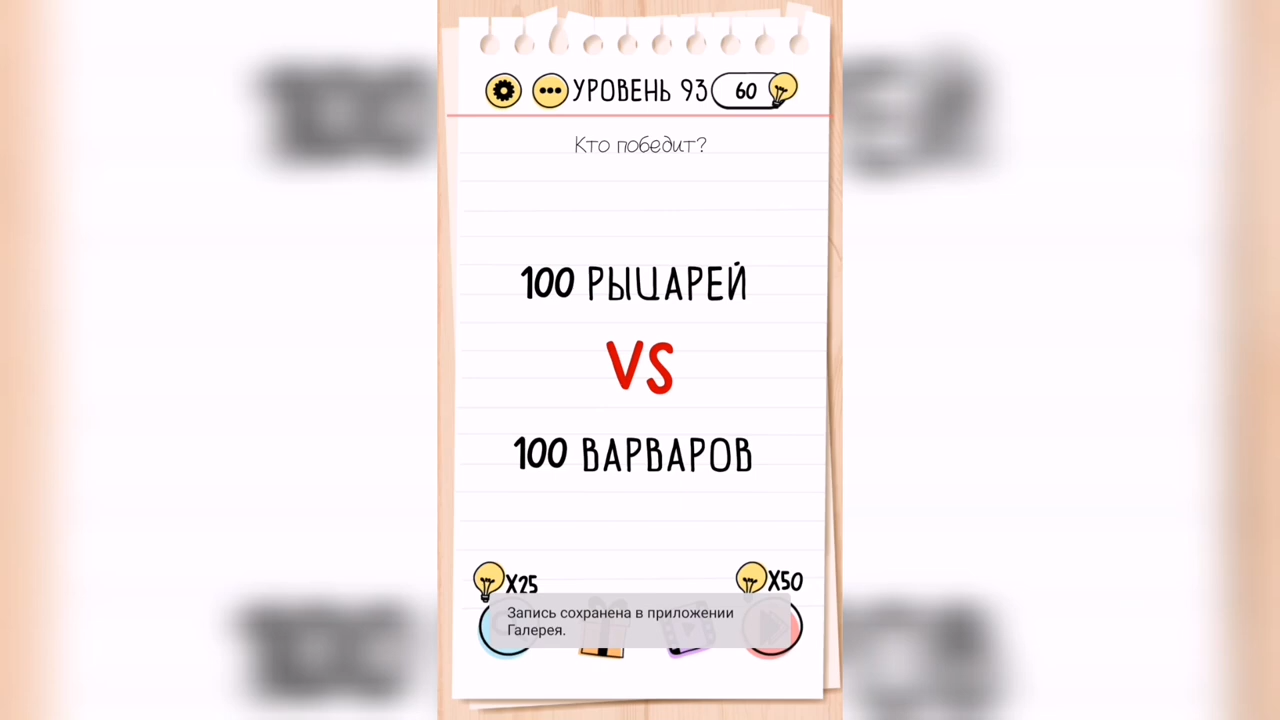 УРОВЕНЬ 93 60
Кто победит?
100 РЫЦАРЕЙ
VS
100 ВАРВАРОВ
X25 X50
Запись сохранена в приложении
Галерея.